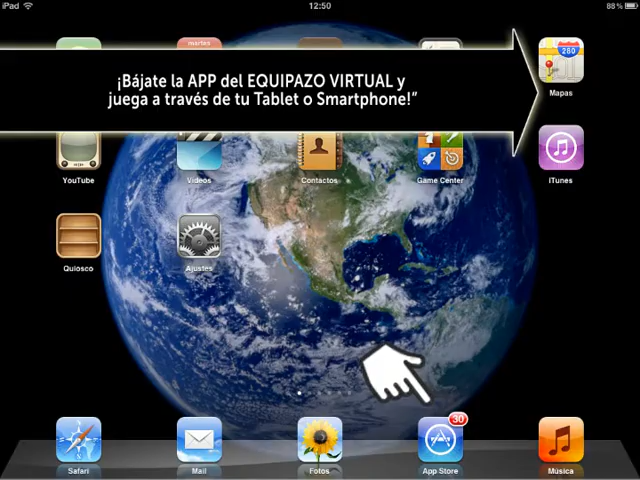 iPad
12:50
88%
martes
280
¡Bájate la APP del EQUIPAZO VIRTUAL y
juega a través de tu Tablet o Smartphone!”
Mapas
YouTube
Vídeos
Contactos
Game Center
iTunes
Quiosco
Ajustes
30
Safari
Mail
Fotos
App Store
Música